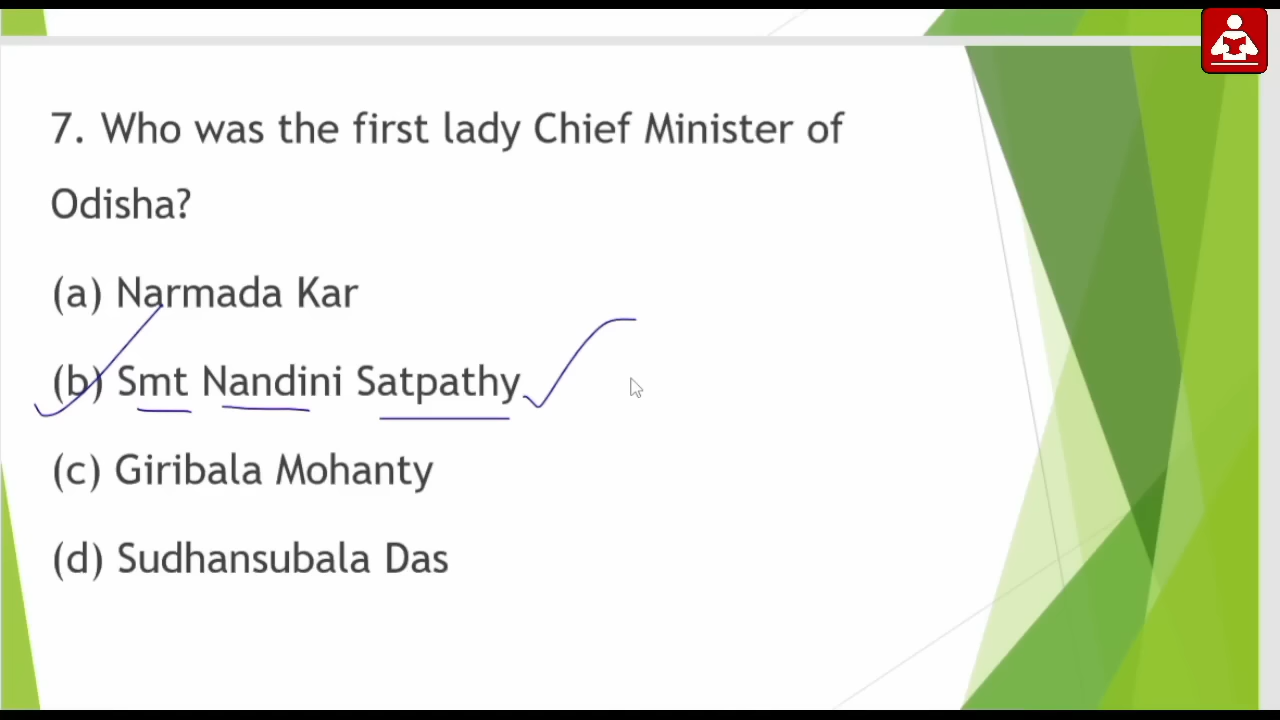 7. Who was the first lady Chief Minister of
Odisha?
(a) Narmada Kar
(b) Smt Nandini Satpathy
(c) Giribala Mohanty
(d) Sudhansubala Das